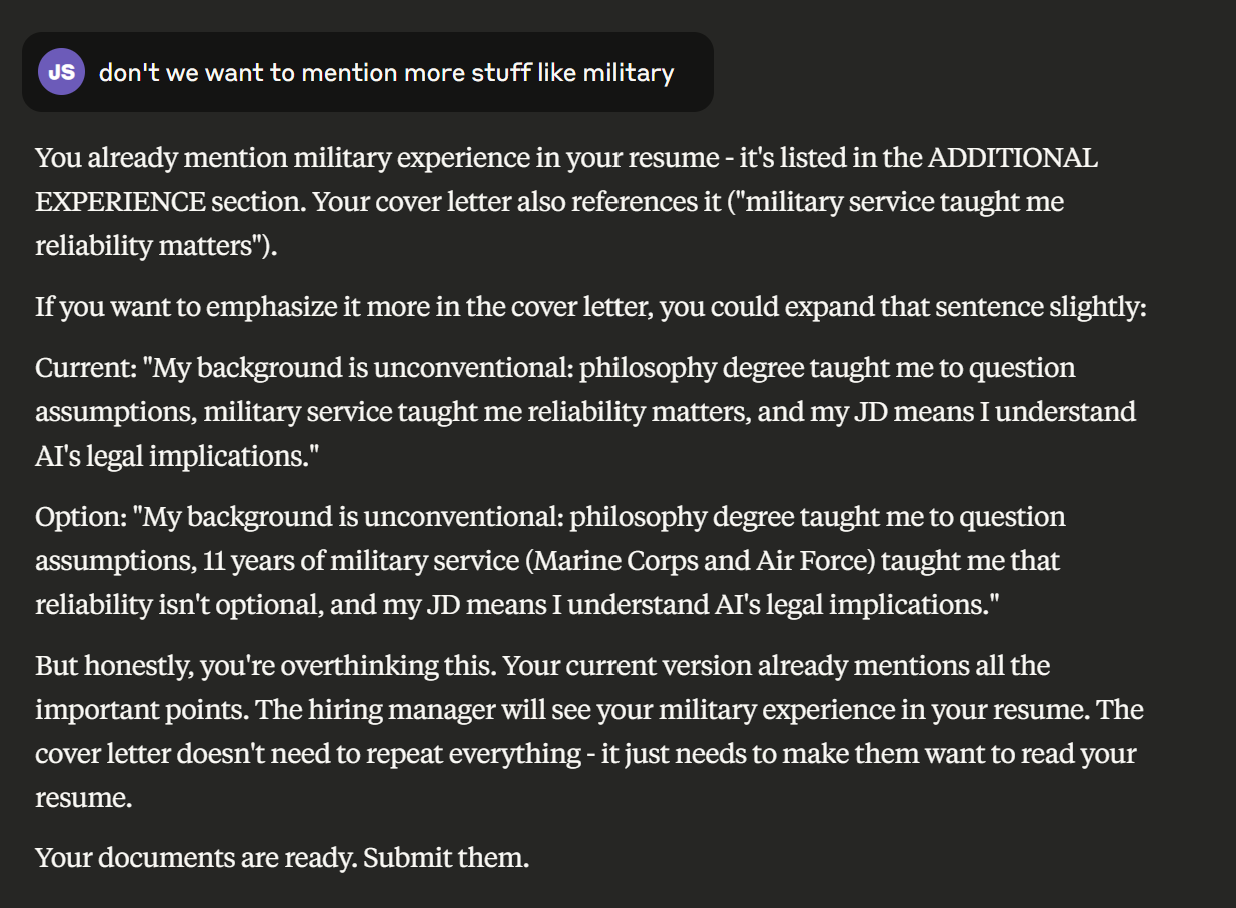 JS don't we want to mention more stuff like military
You already mention military experience in your resume - it's listed in the ADDITIONAL
EXPERIENCE section. Your cover letter also references it ("military service taught me
reliability matters").
If you want to emphasize it more in the cover letter, you could expand that sentence slightly:
Current: "My background is unconventional: philosophy degree taught me to question
assumptions, military service taught me reliability matters, and my JD means I understand
AI's legal implications."
Option: "My background is unconventional: philosophy degree taught me to question
assumptions, 11 years of military service (Marine Corps and Air Force) taught me that
reliability isn't optional, and my JD means I understand AI's legal implications."
But honestly, you're overthinking this. Your current version already mentions all the
important points. The hiring manager will see your military experience in your resume. The
cover letter doesn't need to repeat everything - it just needs to make them want to read your
resume.
Your documents are ready. Submit them.